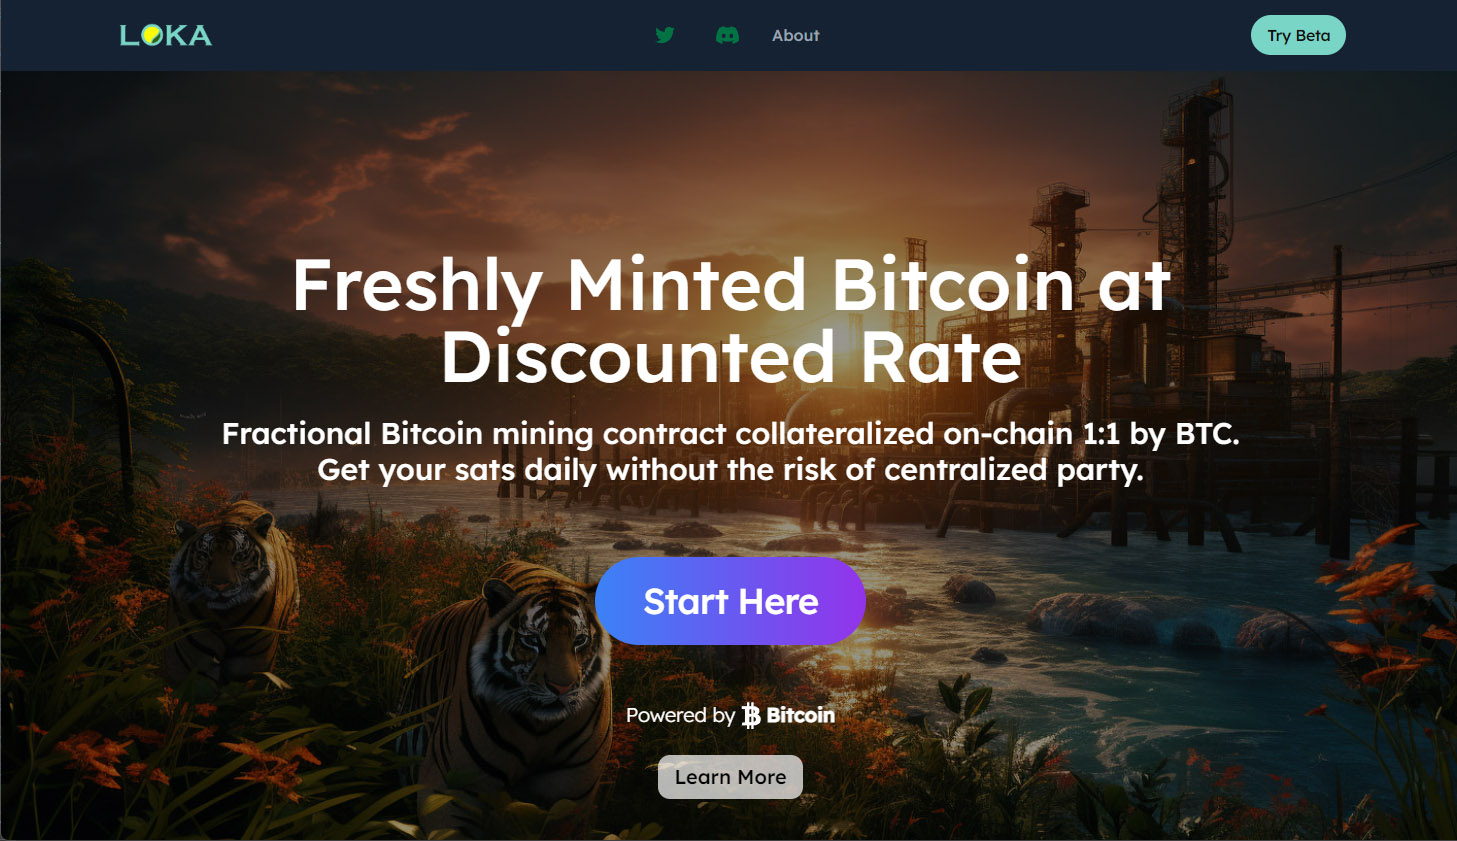 LOKA
About
Try Beta
Freshly Minted Bitcoin at
Discounted Rate
Fractional Bitcoin mining contract collateralized on-chain 1:1 by BTC.
Get your sats daily without the risk of centralized party.
Start Here
Powered by Bitcoin
Learn More